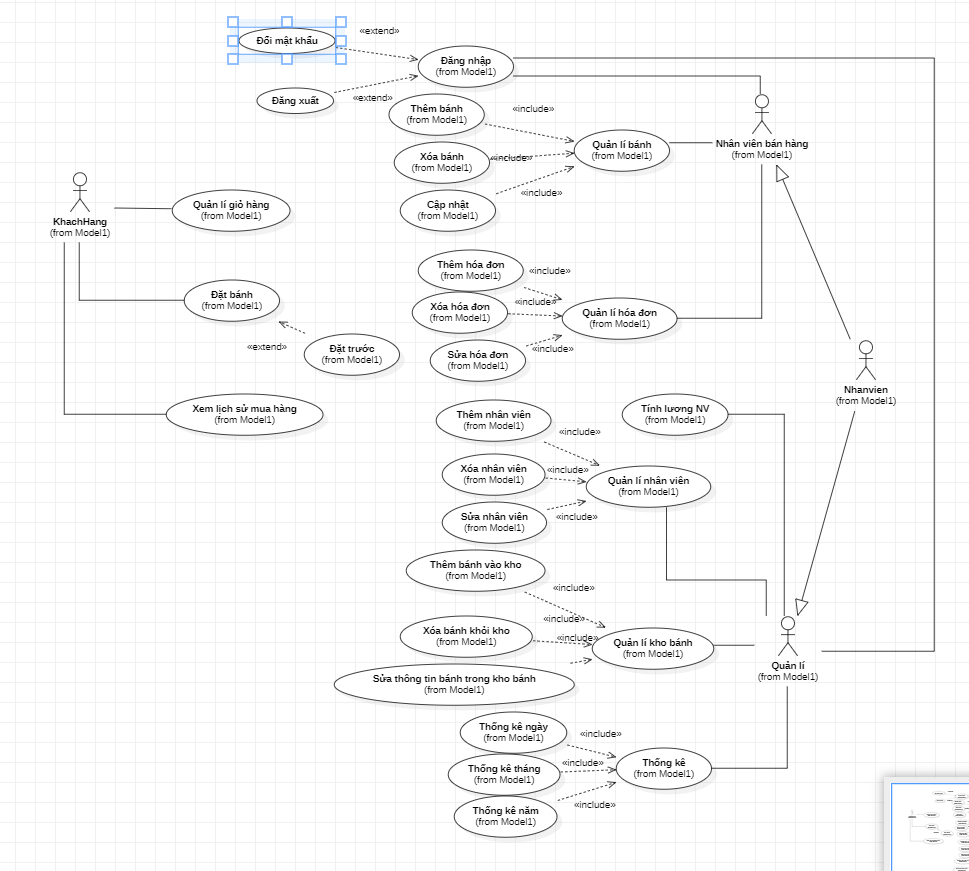 Đổi mật khẩu
«extend»
Đăng nhập
(from Model1)
Đăng xuất
«extend»
Thêm bánh
(from Model1)
«include»
Nhân viên bán hàng
(from Model1)
Quản lí bánh
(from Model1)
Xóa bánh
(from Model1)
«include»
Cập nhật
(from Model1)
«include»
KhachHang
(from Model1)
Quản lí giỏ hàng
(from Model1)
Thêm hóa đơn
(from Model1)
«include»
Đặt bánh
(from Model1)
Xóa hóa đơn
(from Model1)
«include»
Quản lí hóa đơn
(from Model1)
«extend»
Đặt trước
(from Model1)
Sửa hóa đơn
(from Model1)
«include»
Nhanvien
(from Model1)
Xem lịch sử mua hàng
(from Model1)
Thêm nhân viên
(from Model1)
«include»
Tính lương NV
(from Model1)
Xóa nhân viên
(from Model1)
«include»
Quản lí nhân viên
(from Model1)
Sửa nhân viên
(from Model1)
«include»
Thêm bánh vào kho
(from Model1)
«include»
Xóa bánh khỏi kho
(from Model1)
«include»
«include»
Quản lí kho bánh
(from Model1)
Quản lí
(from Model1)
Sửa thông tin bánh trong kho bánh
(from Model1)
Thống kê ngày
(from Model1)
«include»
Thống kê tháng
(from Model1)
«include»
Thống kê
(from Model1)
Thống kê năm
(from Model1)
«include»